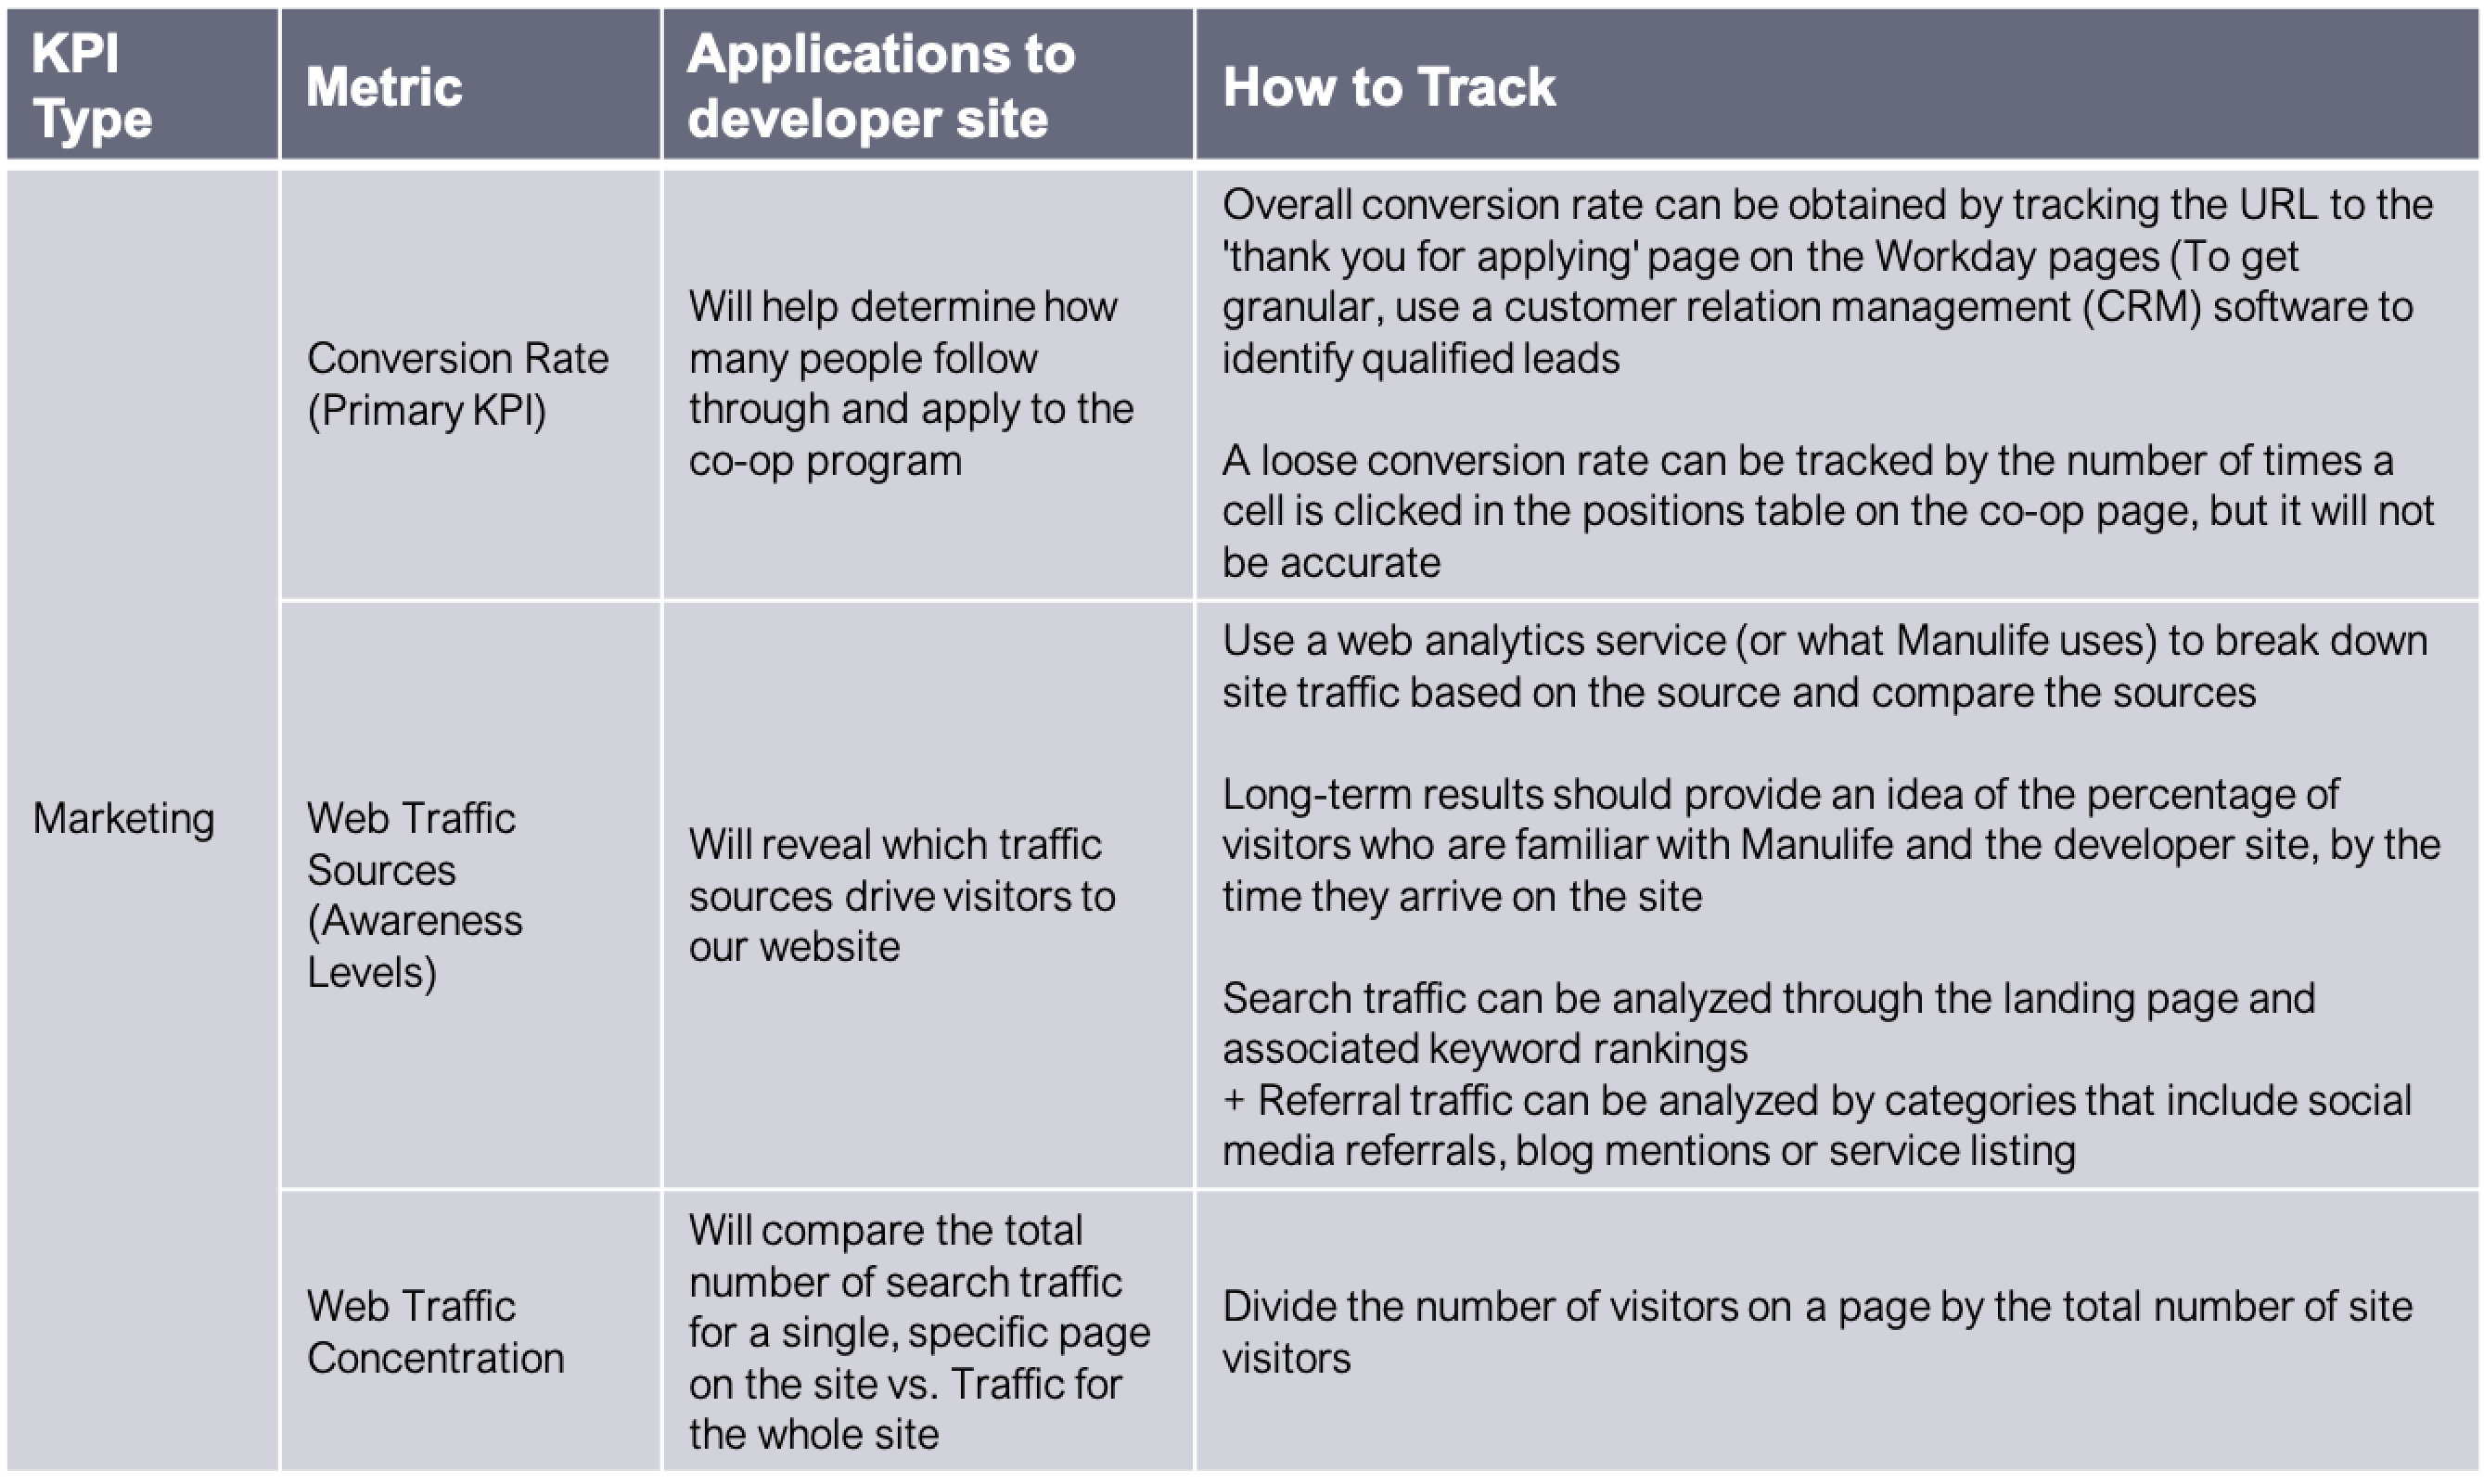 KPI
Type
Metric
Applications to
developer site
How to Track
Marketing
Conversion Rate
(Primary KPI)
Will help determine how
many people follow
through and apply to the
co-op program
Overall conversion rate can be obtained by tracking the URL to the
'thank you for applying' page on the Workday pages (To get
granular, use a customer relation management (CRM) software to
identify qualified leads
A loose conversion rate can be tracked by the number of times a
cell is clicked in the positions table on the co-op page, but it will not
be accurate
Web Traffic
Sources
(Awareness
Levels)
Will reveal which traffic
sources drive visitors to
our website
Use a web analytics service (or what Manulife uses) to break down
site traffic based on the source and compare the sources
Long-term results should provide an idea of the percentage of
visitors who are familiar with Manulife and the developer site, by the
time they arrive on the site
Search traffic can be analyzed through the landing page and
associated keyword rankings
+ Referral traffic can be analyzed by categories that include social
media referrals, blog mentions or service listing
Web Traffic
Concentration
Will compare the total
number of search traffic
for a single, specific page
on the site vs. Traffic for
the whole site
Divide the number of visitors on a page by the total number of site
visitors